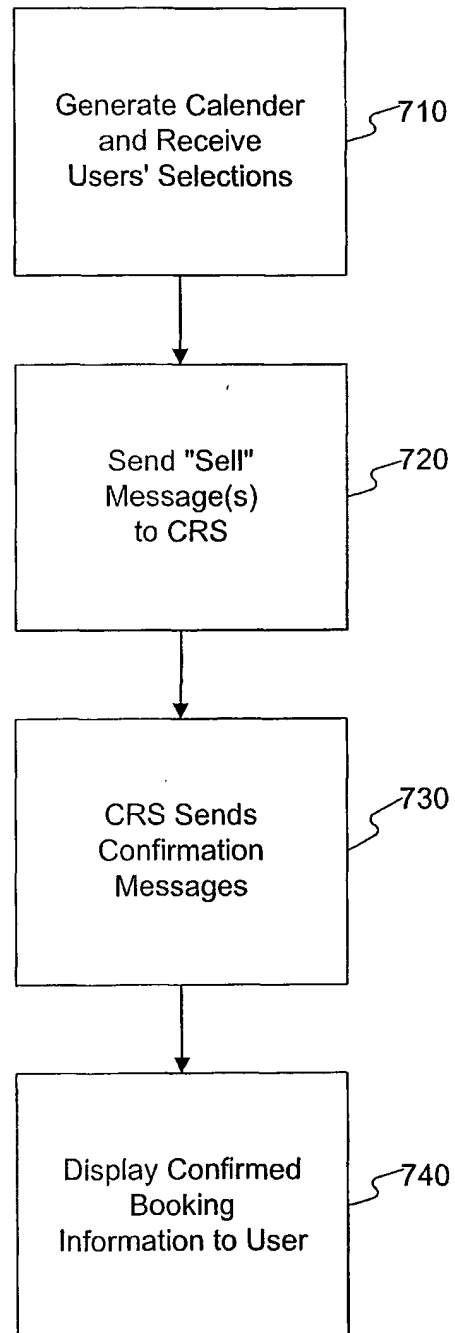 Generate Calender
and Receive
Users' Selections
710
Send "Sell"
Message(s)
to CRS
720
CRS Sends
Confirmation
Messages
730
Display Confirmed
Booking
Information to User
740